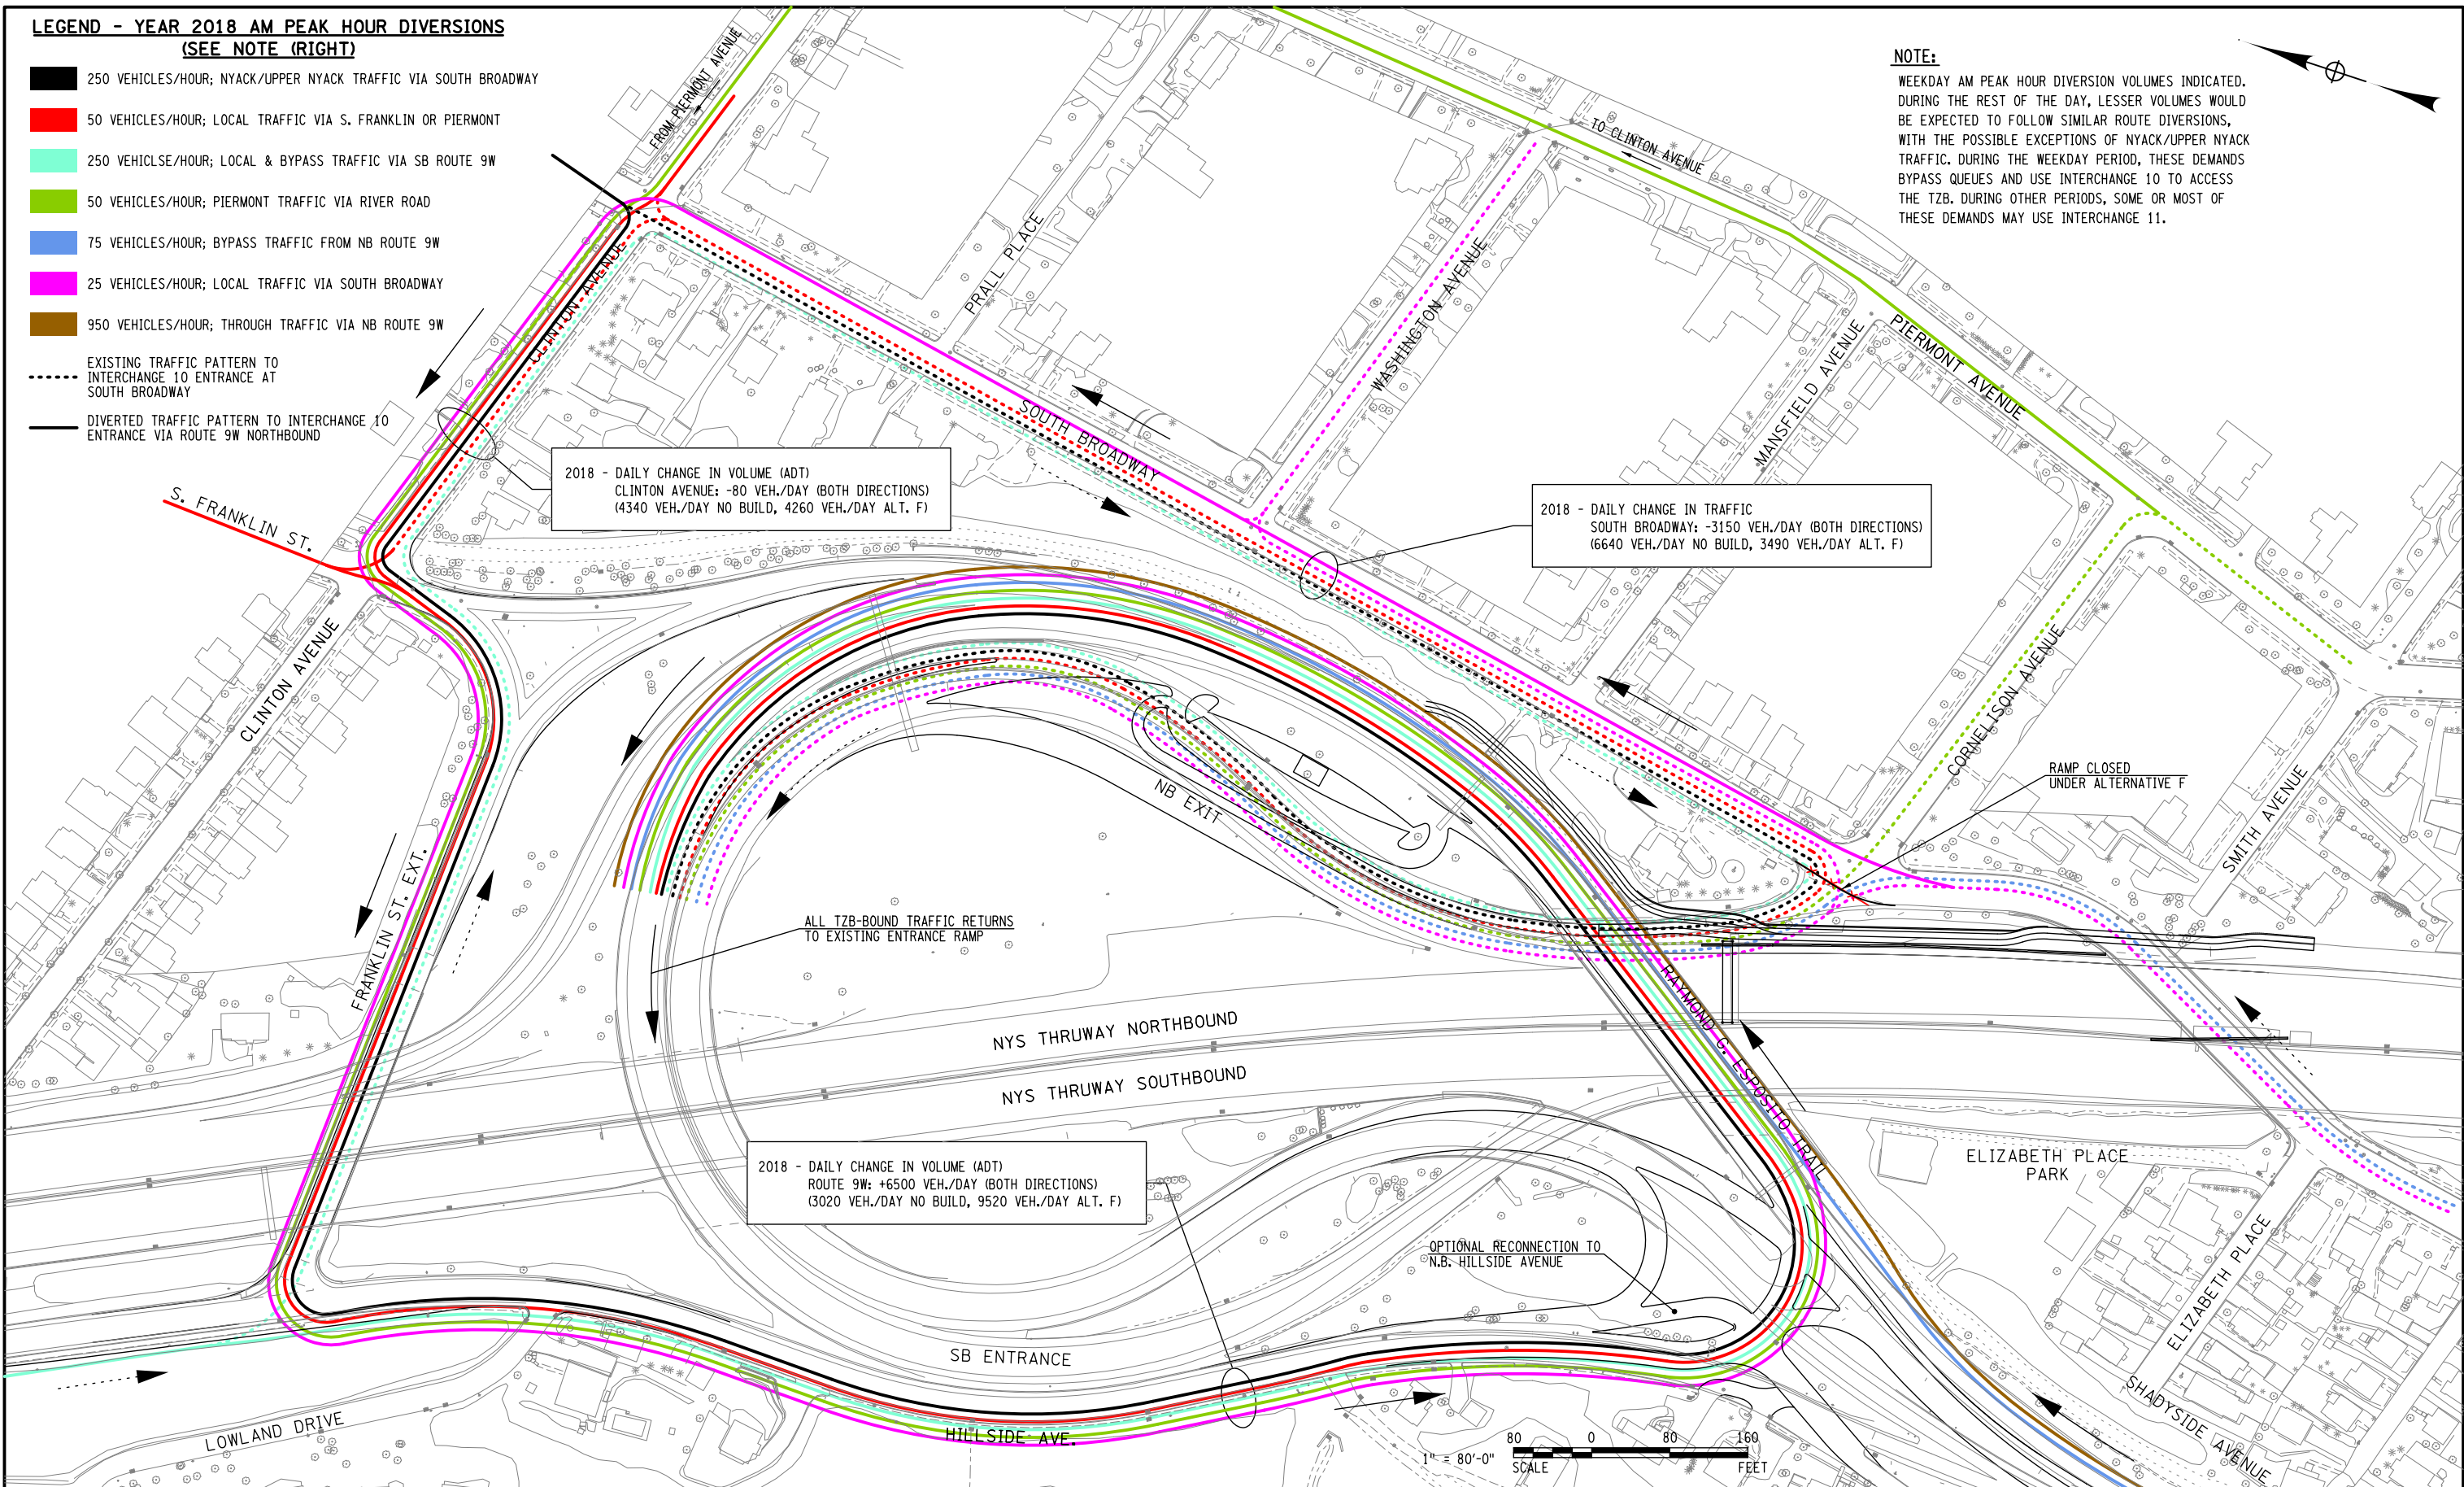 LEGEND - YEAR 2018 AM PEAK HOUR DIVERSIONS
(SEE NOTE (RIGHT)
250 VEHICLES/HOUR; NYACK/UPPER NYACK TRAFFIC VIA SOUTH BROADWAY
50 VEHICLES/HOUR; LOCAL TRAFFIC VIA S. FRANKLIN OR PIERMONT
250 VEHICLSE/HOUR; LOCAL & BYPASS TRAFFIC VIA SB ROUTE 9W
50 VEHICLES/HOUR; PIERMONT TRAFFIC VIA RIVER ROAD
75 VEHICLES/HOUR; BYPASS TRAFFIC FROM NB ROUTE 9W
25 VEHICLES/HOUR; LOCAL TRAFFIC VIA SOUTH BROADWAY
950 VEHICLES/HOUR; THROUGH TRAFFIC VIA NB ROUTE 9W
EXISTING TRAFFIC PATTERN TO
INTERCHANGE 10 ENTRANCE AT
SOUTH BROADWAY
DIVERTED TRAFFIC PATTERN TO INTERCHANGE 10
ENTRANCE VIA ROUTE 9W NORTHBOUND
NOTE:
WEEKDAY AM PEAK HOUR DIVERSION VOLUMES INDICATED.
DURING THE REST OF THE DAY, LESSER VOLUMES WOULD
BE EXPECTED TO FOLLOW SIMILAR ROUTE DIVERSIONS,
WITH THE POSSIBLE EXCEPTIONS OF NYACK/UPPER NYACK
TRAFFIC. DURING THE WEEKDAY PERIOD, THESE DEMANDS
BYPASS QUEUES AND USE INTERCHANGE 10 TO ACCESS
THE TZB. DURING OTHER PERIODS, SOME OR MOST OF
THESE DEMANDS MAY USE INTERCHANGE 11.
FROM PIERMONT AVENUE
TO CLINTON AVENUE
CLINTON AVENUE
PRALL PLACE
WASHINGTON AVENUE
MANSFIELD AVENUE
PIERMONT AVENUE
SOUTH BROADWAY
2018 - DAILY CHANGE IN VOLUME (ADT)
CLINTON AVENUE: -80 VEH./DAY (BOTH DIRECTIONS)
(4340 VEH./DAY NO BUILD, 4260 VEH./DAY ALT. F)
2018 - DAILY CHANGE IN TRAFFIC
SOUTH BROADWAY: -3150 VEH./DAY (BOTH DIRECTIONS)
(6640 VEH./DAY NO BUILD, 3490 VEH./DAY ALT. F)
S. FRANKLIN ST.
CLINTON AVENUE
CORNELISON AVENUE
RAMP CLOSED
UNDER ALTERNATIVE F
SMITH AVENUE
NB EXIT
FRANKLIN ST. EXT.
ALL TZB-BOUND TRAFFIC RETURNS
TO EXISTING ENTRANCE RAMP
NYS THRUWAY NORTHBOUND
NYS THRUWAY SOUTHBOUND
RAYMOND G. ESPOSITO TRAIL
ELIZABETH PLACE
PARK
2018 - DAILY CHANGE IN VOLUME (ADT)
ROUTE 9W: +6500 VEH./DAY (BOTH DIRECTIONS)
(3020 VEH./DAY NO BUILD, 9520 VEH./DAY ALT. F)
OPTIONAL RECONNECTION TO
N.B. HILLSIDE AVENUE
ELIZABETH PLACE
SB ENTRANCE
SHADYSIDE AVENUE
LOWLAND DRIVE
HILLSIDE AVE.
80 0 80 160
1" = 80'-0"
SCALE FEET